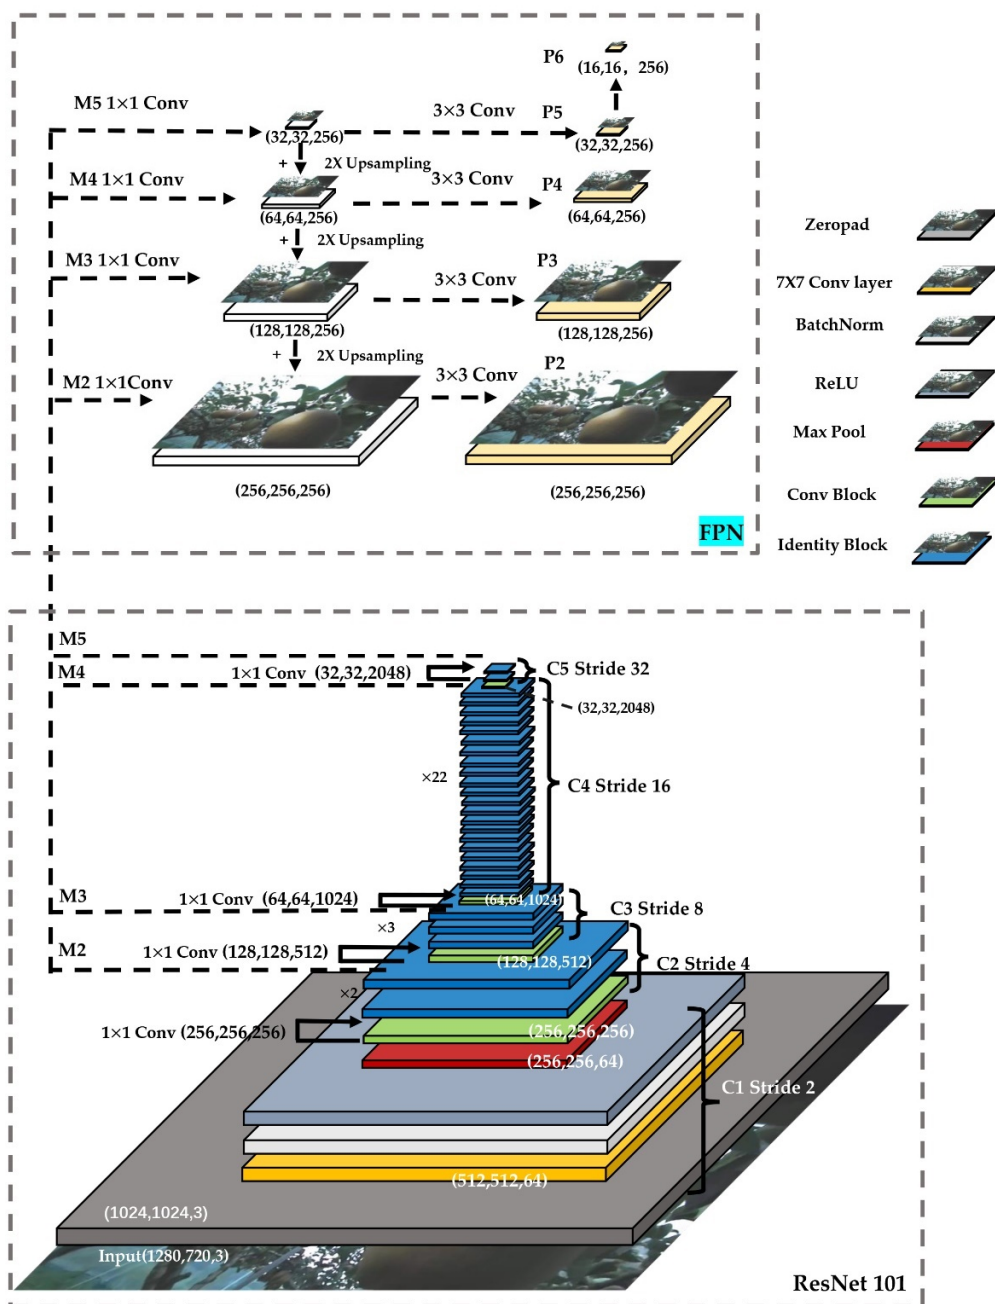 P6
(16,16, 256)
M5 1×1 Conv
3×3 Conv
P5
(32,32,256)
(32,32,256)
+
2X Upsampling
M4 1×1 Conv
3×3 Conv
P4
(64,64,256)
(64,64,256)
+
2X Upsampling
M3 1×1 Conv
3×3 Conv
P3
(128,128,256)
(128,128,256)
+
2X Upsampling
M2 1×1Conv
3×3 Conv
P2
(256,256,256)
(256,256,256)
FPN
Zeropad
7X7 Conv layer
BatchNorm
ReLU
Max Pool
Conv Block
Identity Block
M5
M4
1×1 Conv (32,32,2048)
C5 Stride 32
(32,32,2048)
×22
C4 Stride 16
M3
1×1 Conv (64,64,1024)
(64,64,1024)
C3 Stride 8
×3
M2
1×1 Conv (128,128,512)
(128,128,512)
C2 Stride 4
×2
1×1 Conv (256,256,256)
(256,256,256)
(256,256,64)
C1 Stride 2
(512,512,64)
(1024,1024,3)
Input(1280,720,3)
ResNet 101